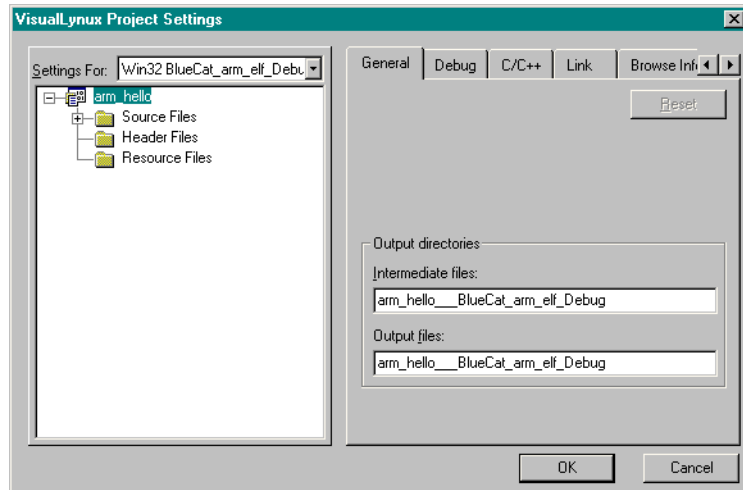 VisualLynux Project Settings
Settings For: Win32 BlueCat_arm_elf_Debu
arm_hello
Source Files
Header Files
Resource Files
General Debug C/C++ Link Browse Info
Reset
Output directories
Intermediate files:
arm_hello___BlueCat_arm_elf_Debug
Output files:
arm_hello___BlueCat_arm_elf_Debug
OK Cancel